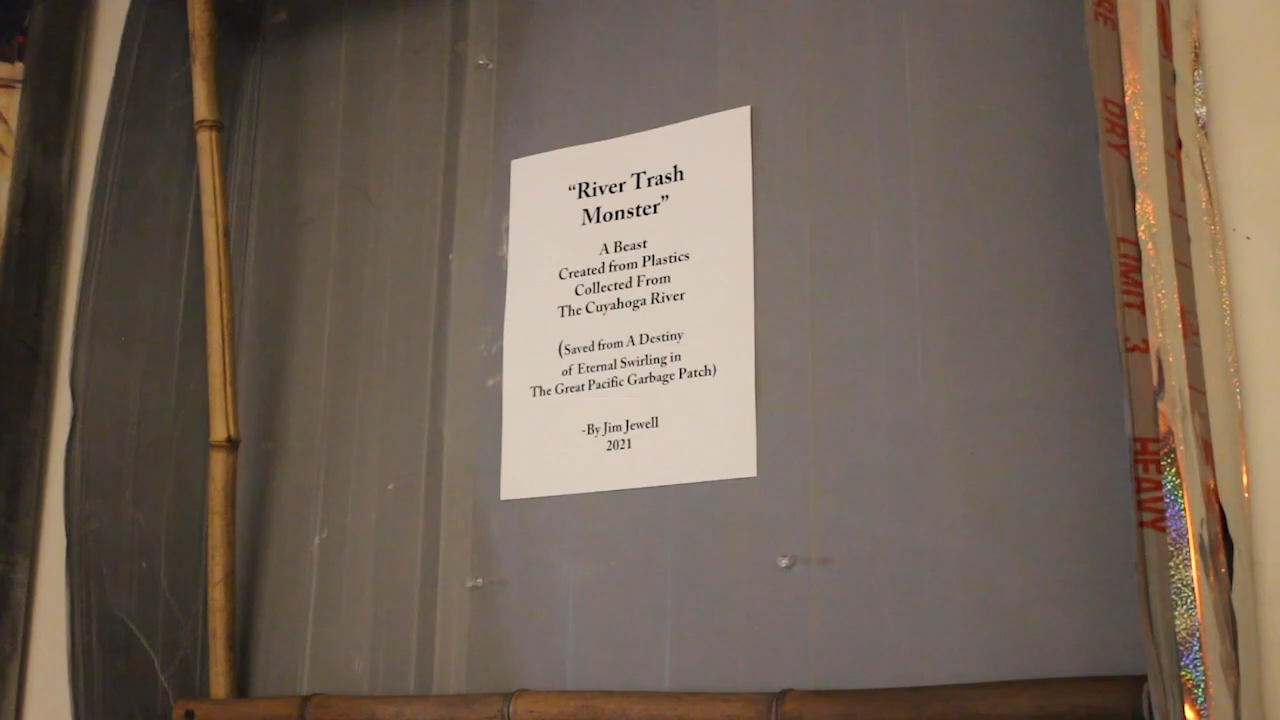 “River Trash
Monster”
A Beast
Created from Plastics
Collected From
The Cuyahoga River
(Saved from A Destiny
of Eternal Swirling in
The Great Pacific Garbage Patch)
-By Jim Jewell
2021
DRY
LIMIT 3
HEAVY